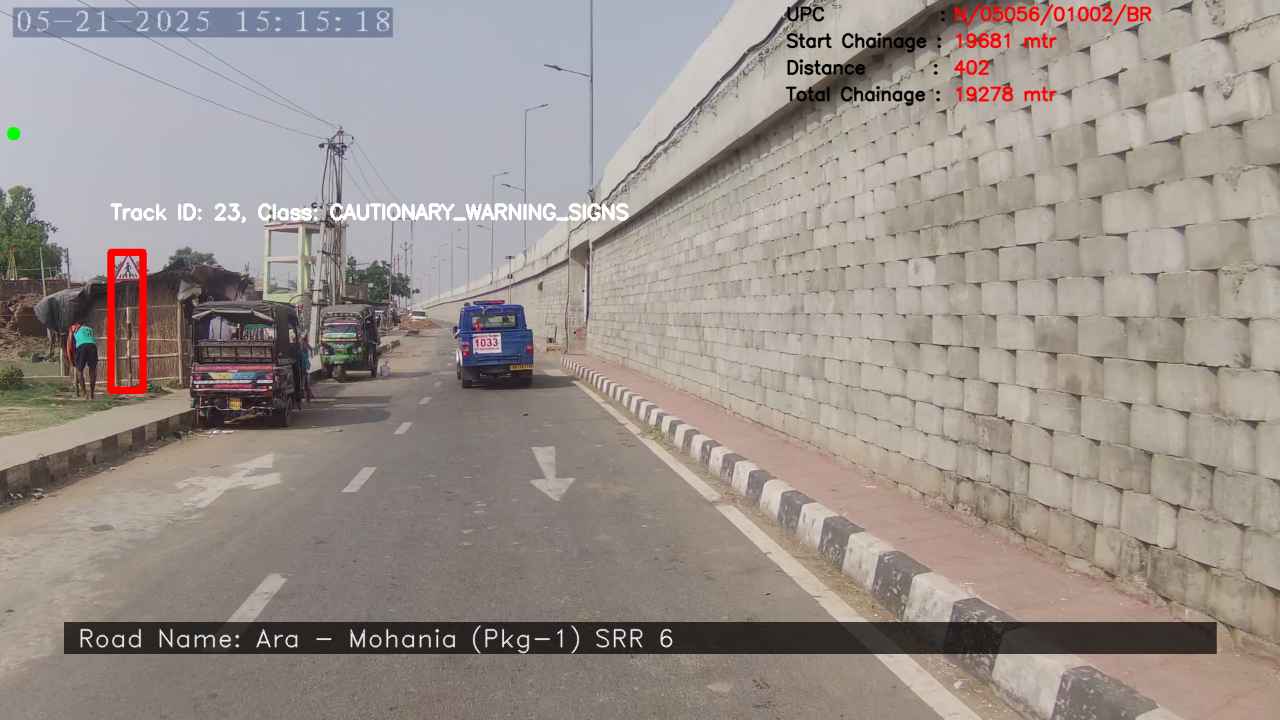 05-21-2025 15:15:18
UPC : N/05056/01002/BR
Start Chainage : 19681 mtr
Distance : 402
Total Chainage : 19278 mtr
Track ID: 23, Class: CAUTIONARY_WARNING_SIGNS
1033
Road Name: Ara - Mohania (Pkg-1) SRR 6